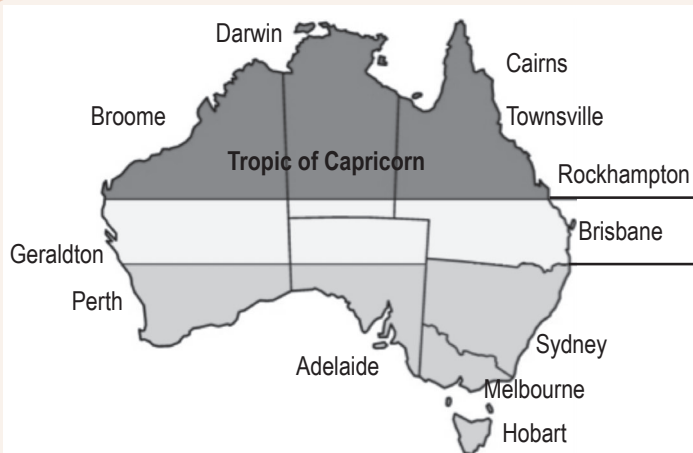 Darwin
Cairns
Broome
Townsville
Tropic of Capricorn
Rockhampton
Brisbane
Geraldton
Perth
Sydney
Adelaide
Melbourne
Hobart